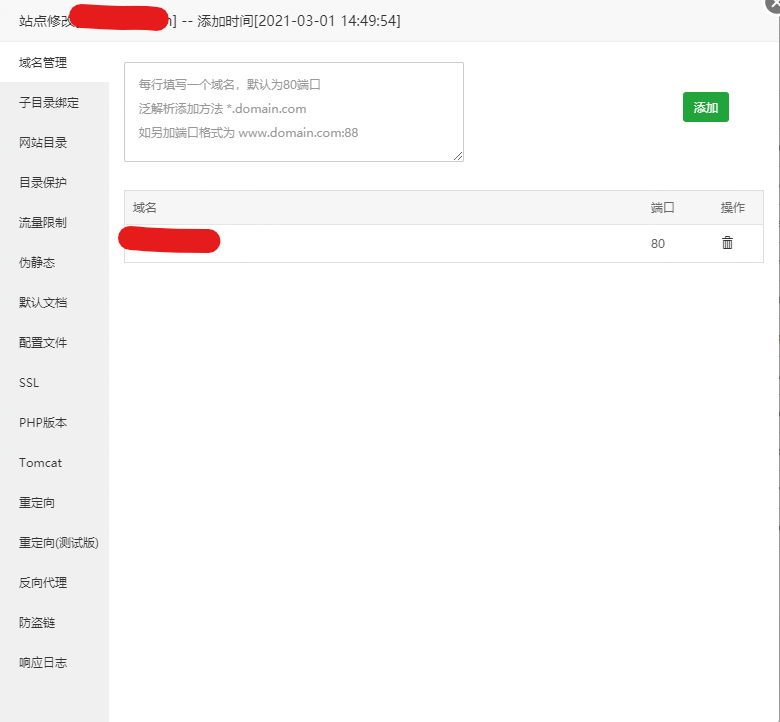 站点修改[ ] -- 添加时间[2021-03-01 14:49:54]
域名管理
子目录绑定
网站目录
目录保护
流量限制
伪静态
默认文档
配置文件
SSL
PHP版本
Tomcat
重定向
重定向(测试版)
反向代理
防盗链
响应日志
每行填写一个域名，默认为80端口
泛解析添加方法 *.domain.com
如另加端口格式为 www.domain.com:88
添加
域名 端口 操作
80